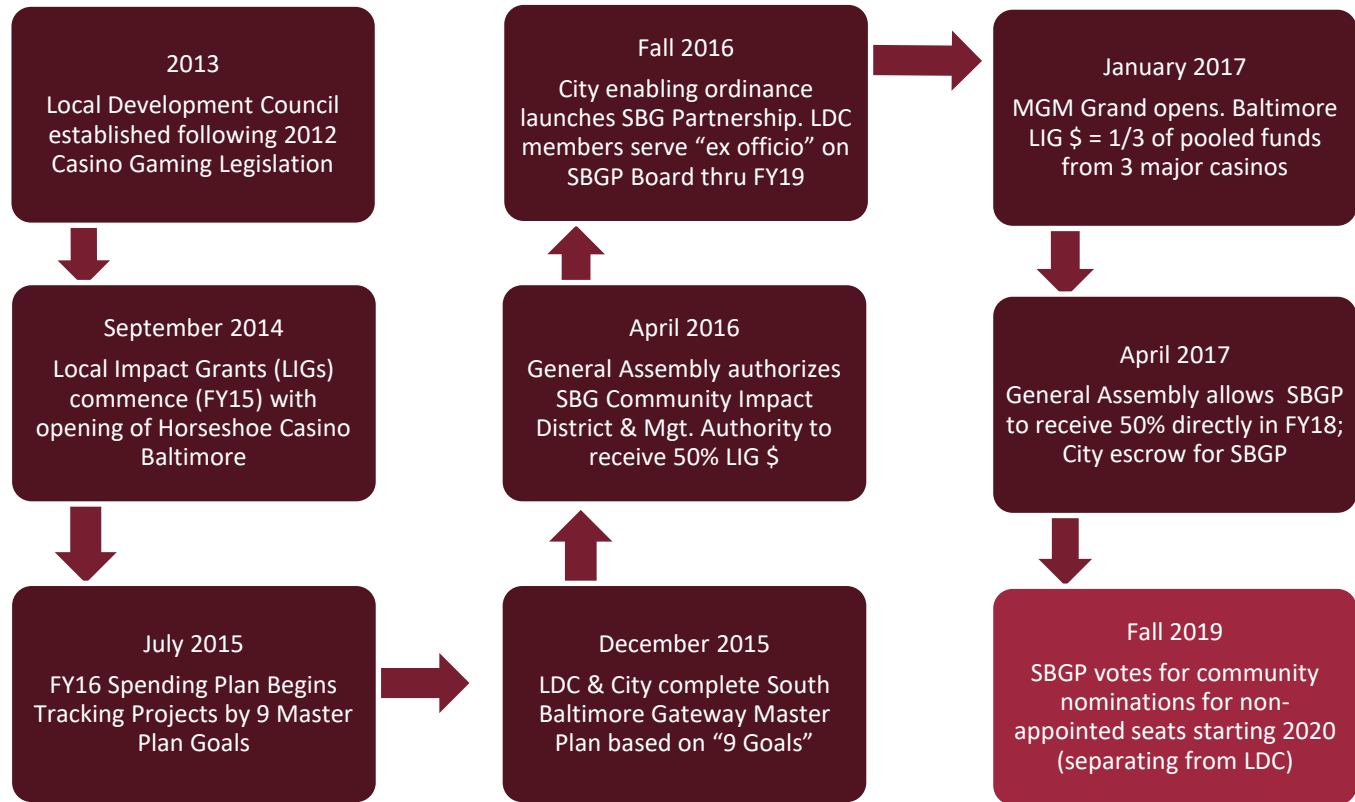 2013
Local Development Council
established following 2012
Casino Gaming Legislation
September 2014
Local Impact Grants (LIGs)
commence (FY15) with
opening of Horseshoe Casino
Baltimore
July 2015
FY16 Spending Plan Begins
Tracking Projects by 9 Master
Plan Goals
December 2015
LDC & City complete South
Baltimore Gateway Master
Plan based on “9 Goals”
April 2016
General Assembly authorizes
SBG Community Impact
District & Mgt. Authority to
receive 50% LIG $
Fall 2016
City enabling ordinance
launches SBG Partnership. LDC
members serve “ex officio” on
SBGP Board thru FY19
January 2017
MGM Grand opens. Baltimore
LIG $ = 1/3 of pooled funds
from 3 major casinos
April 2017
General Assembly allows SBGP
to receive 50% directly in FY18;
City escrow for SBGP
Fall 2019
SBGP votes for community
nominations for non-
appointed seats starting 2020
(separating from LDC)